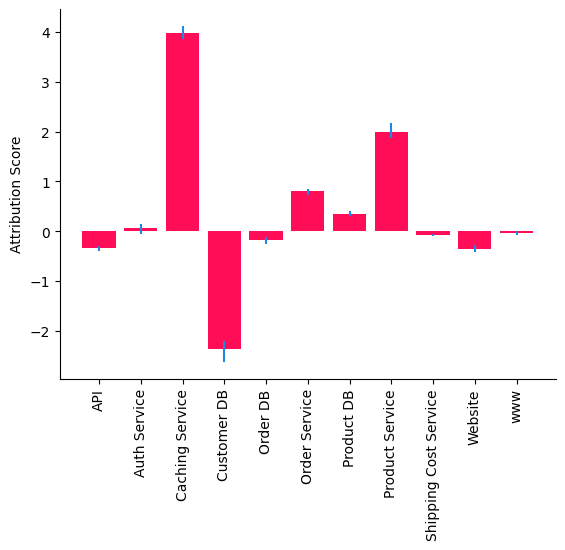 Attribution Score
4
3
2
1
0
−1
−2
API
Auth Service
Caching Service
Customer DB
Order DB
Order Service
Product DB
Product Service
Shipping Cost Service
Website
www